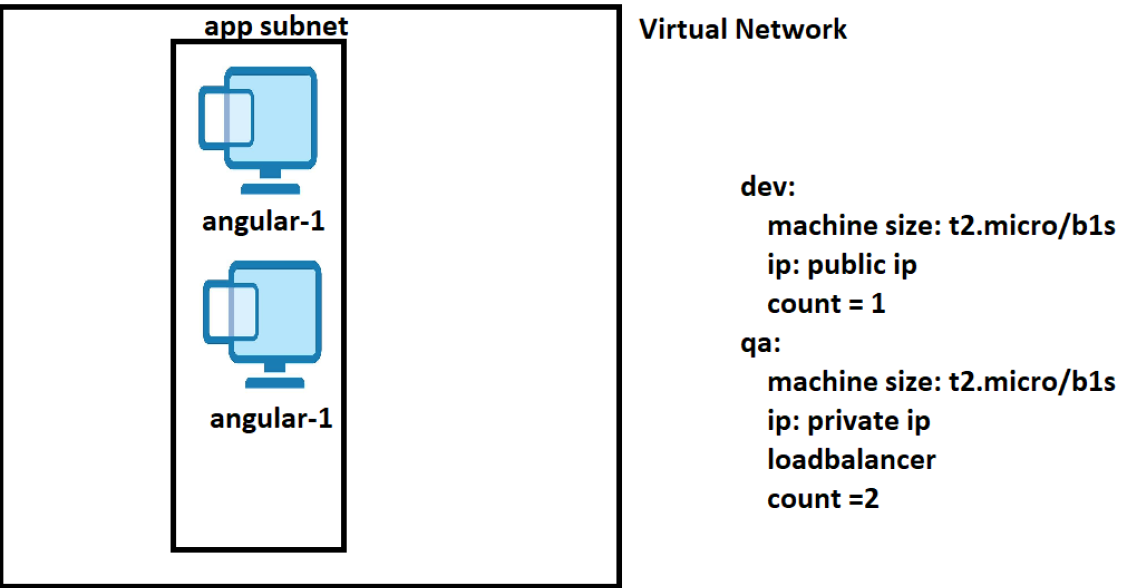 app subnet
Virtual Network
angular-1
angular-1
dev:
machine size: t2.micro/b1s
ip: public ip
count = 1
qa:
machine size: t2.micro/b1s
ip: private ip
loadbalancer
count =2